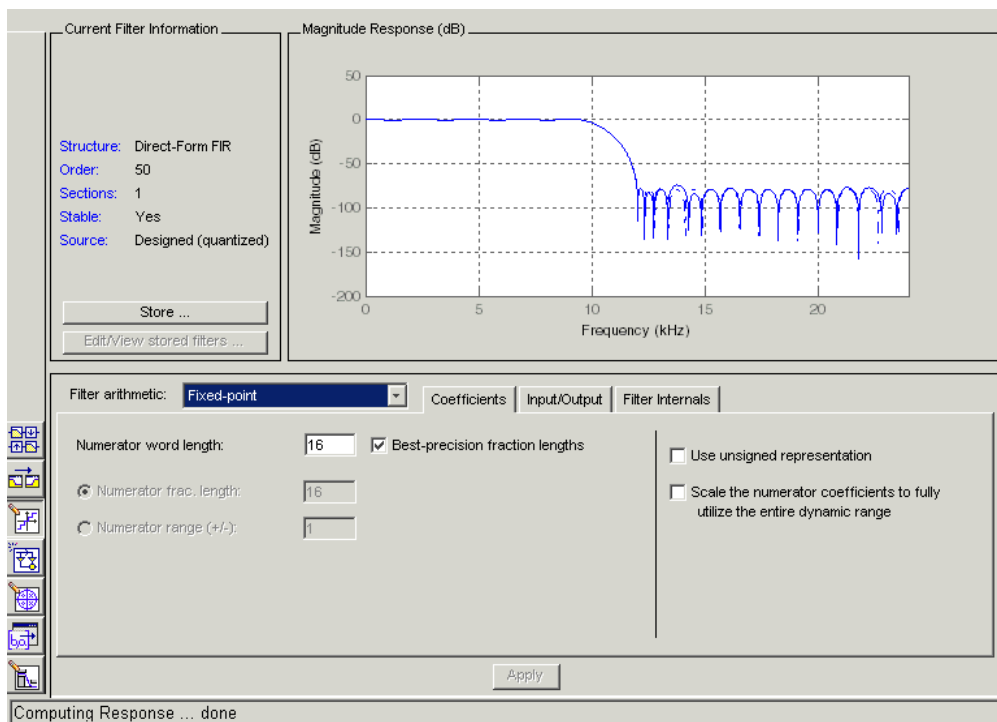 Current Filter Information
Structure: Direct-Form FIR
Order: 50
Sections: 1
Stable: Yes
Source: Designed (quantized)
Store ...
Edit/View stored filters ...
Magnitude Response (dB)
50
0
-50
-100
-150
-200
Magnitude (dB)
0 5 10 15 20
Frequency (kHz)
Filter arithmetic: Fixed-point
Coefficients Input/Output Filter Internals
Numerator word length: 16 Best-precision fraction lengths
Numerator frac. length: 16
Numerator range (+/-): 1
Use unsigned representation
Scale the numerator coefficients to fully
utilize the entire dynamic range
[b,a]
Apply
Computing Response ... done